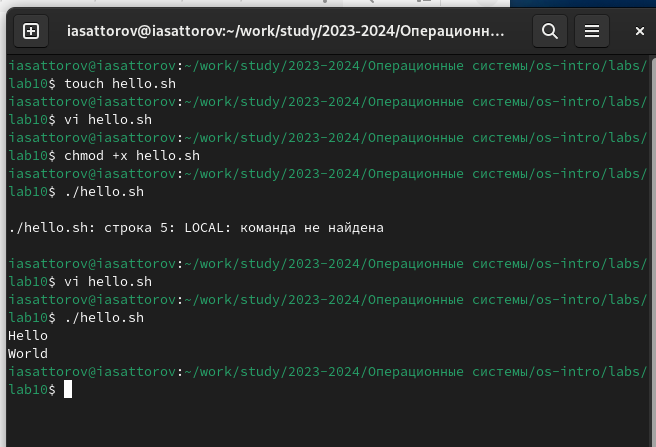 iasattorov@iasattorov:~/work/study/2023-2024/Операционн...
iasattorov@iasattorov:~/work/study/2023-2024/Операционные системы/os-intro/labs/
lab10$ touch hello.sh
iasattorov@iasattorov:~/work/study/2023-2024/Операционные системы/os-intro/labs/
lab10$ vi hello.sh
iasattorov@iasattorov:~/work/study/2023-2024/Операционные системы/os-intro/labs/
lab10$ chmod +x hello.sh
iasattorov@iasattorov:~/work/study/2023-2024/Операционные системы/os-intro/labs/
lab10$ ./hello.sh
./hello.sh: строка 5: LOCAL: команда не найдена
iasattorov@iasattorov:~/work/study/2023-2024/Операционные системы/os-intro/labs/
lab10$ vi hello.sh
iasattorov@iasattorov:~/work/study/2023-2024/Операционные системы/os-intro/labs/
lab10$ ./hello.sh
Hello
World
iasattorov@iasattorov:~/work/study/2023-2024/Операционные системы/os-intro/labs/
lab10$